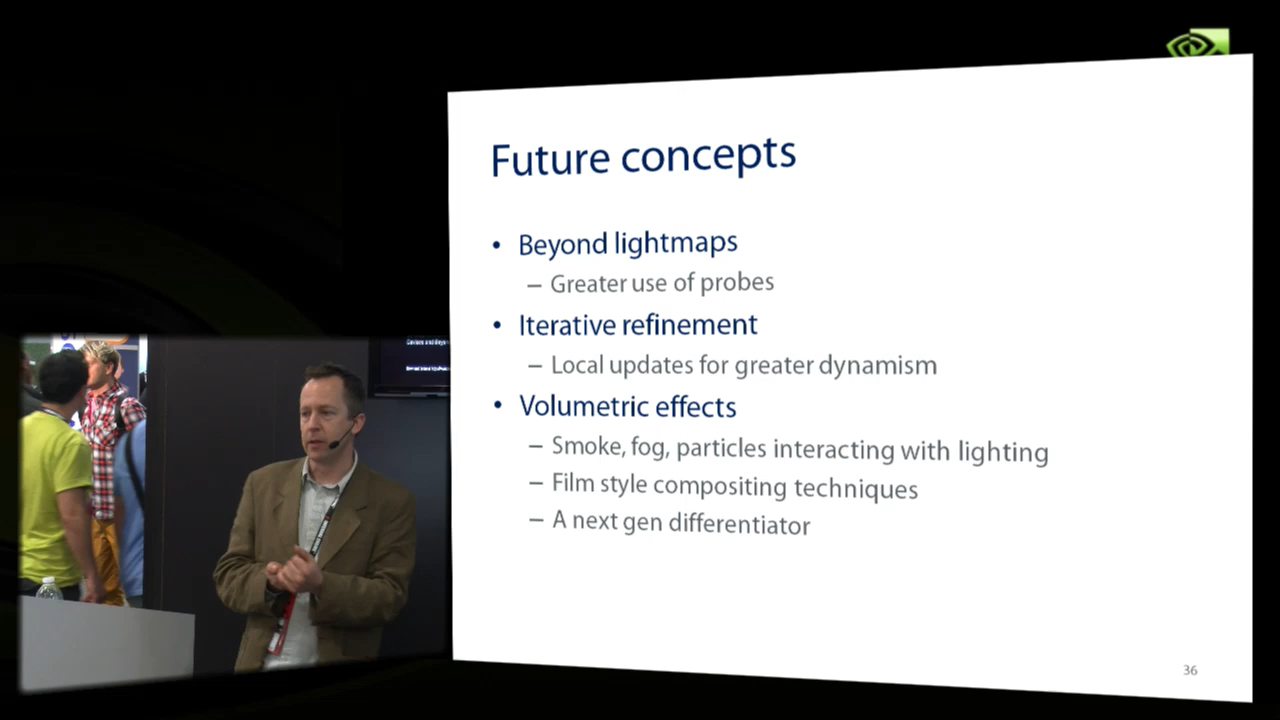 Future concepts
• Beyond lightmaps
– Greater use of probes
• Iterative refinement
– Local updates for greater dynamism
• Volumetric effects
– Smoke, fog, particles interacting with lighting
– Film style compositing techniques
– A next gen differentiator
36